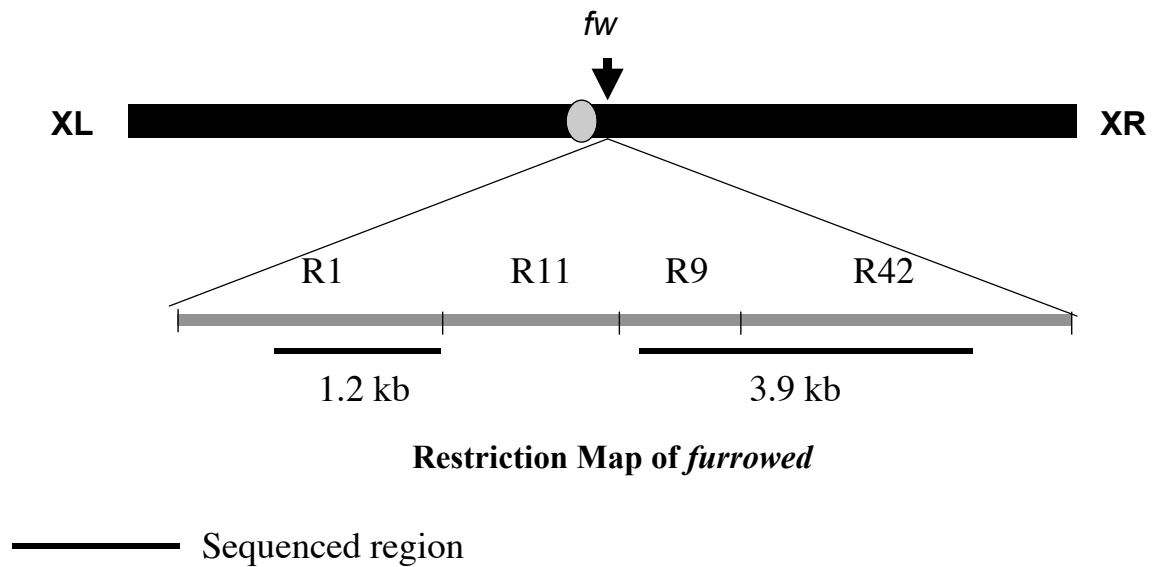 fw
XL XR
R1 R11 R9 R42
1.2 kb 3.9 kb
Restriction Map of furrowed
Sequenced region